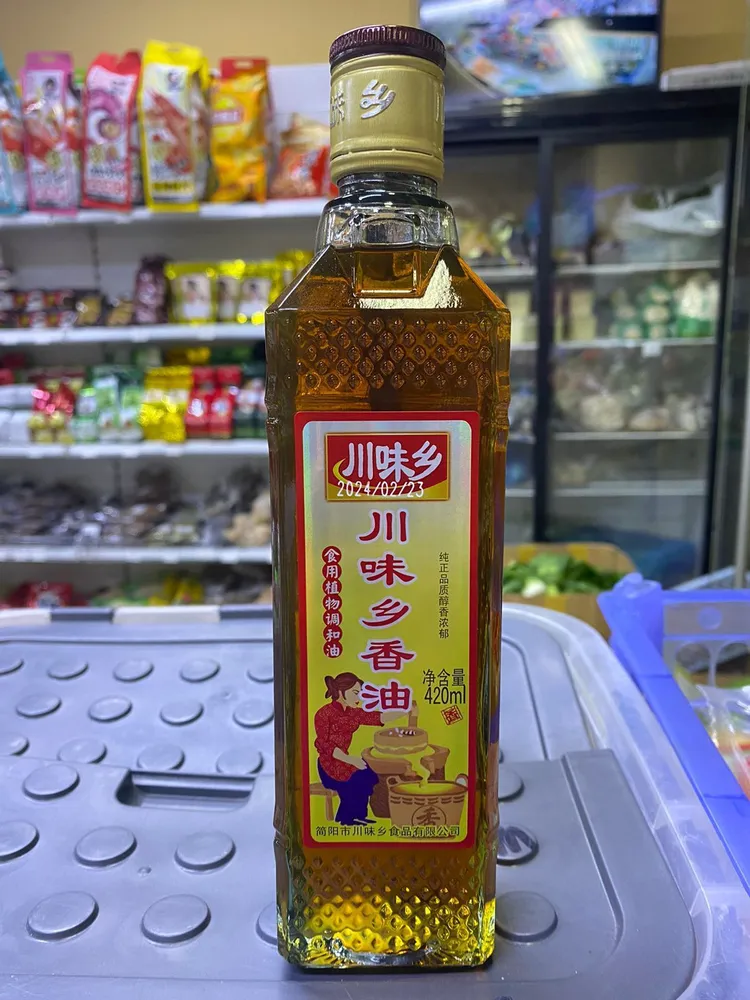 乡
川味乡
2024/02/23
川味乡香油
食用植物调和油
纯正品质醇香浓郁
净含量
420ml
简阳市川味乡食品有限公司